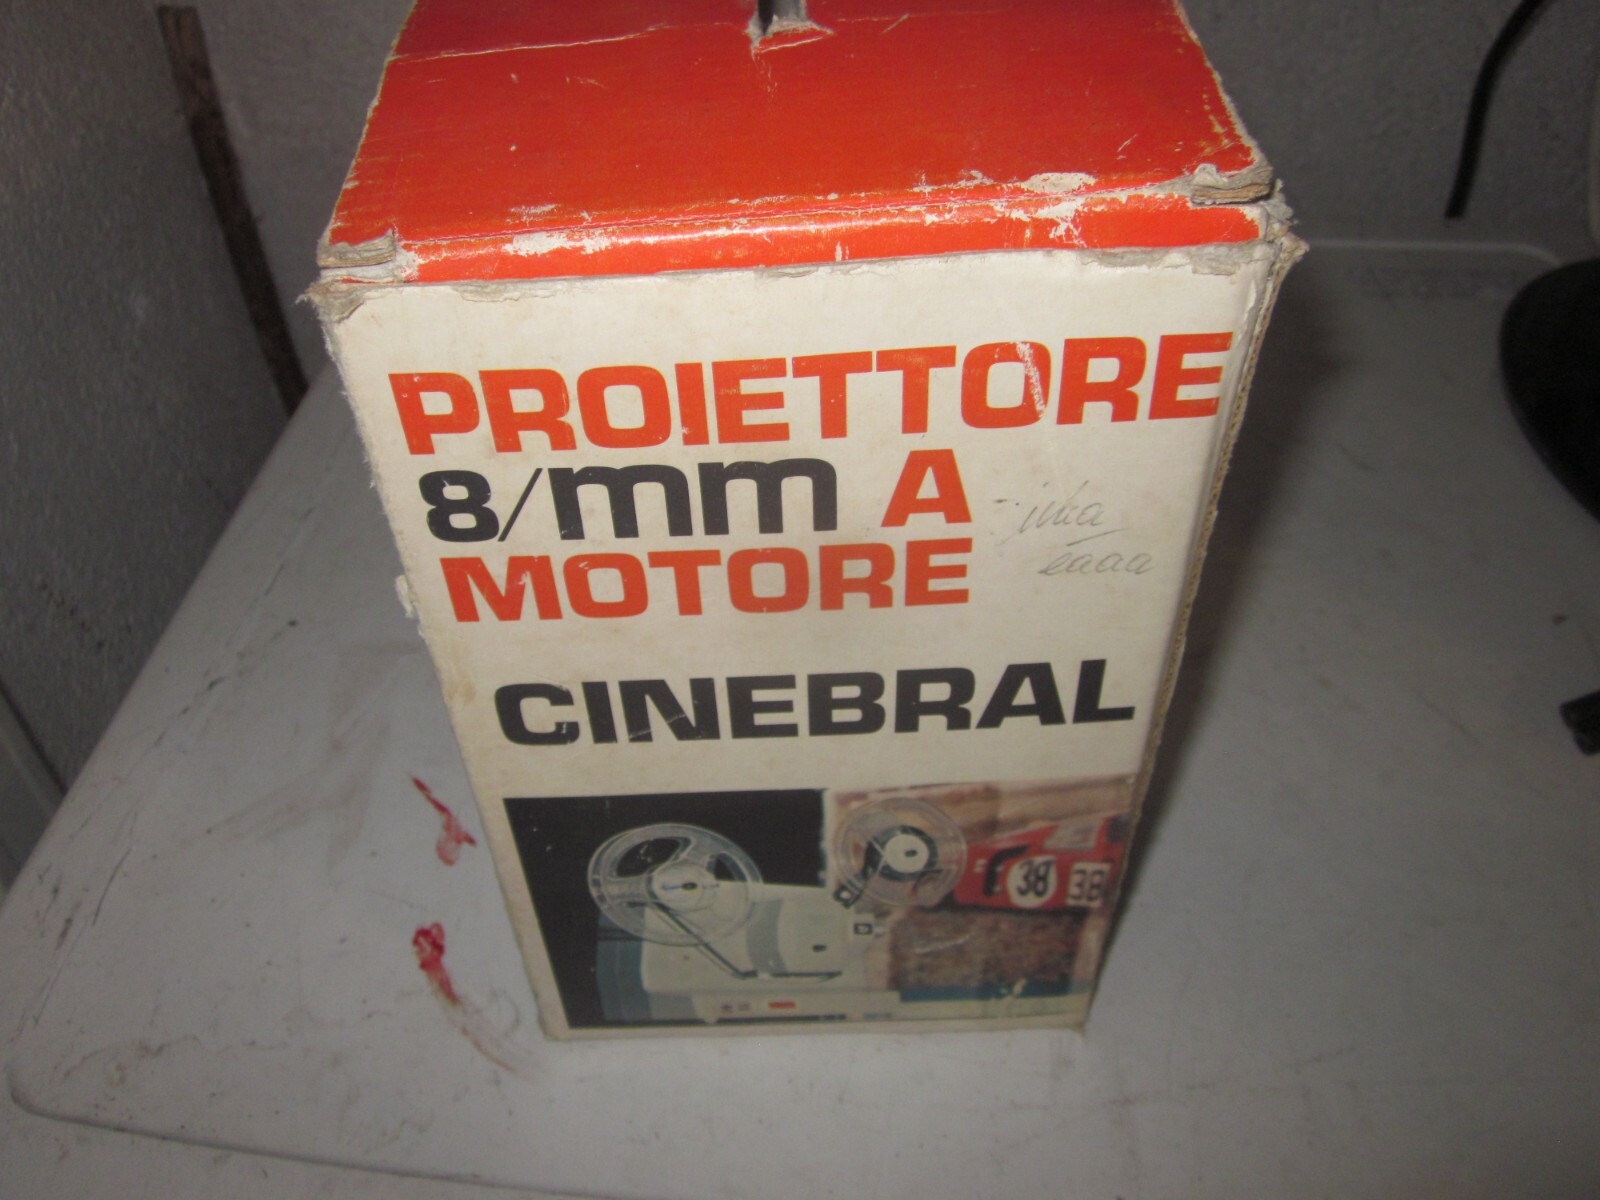 PROIETTORE
8/mm A
MOTORE
CINEBRAL
38
38